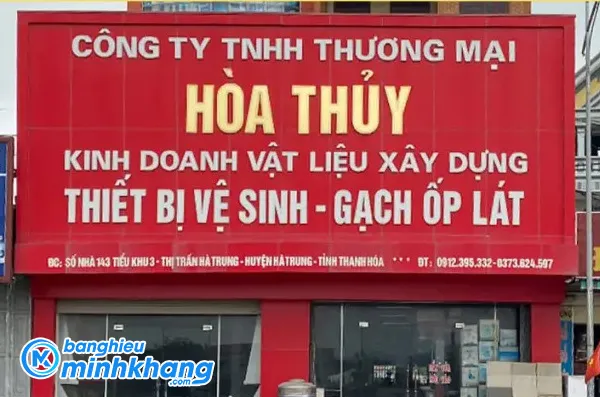 CÔNG TY TNHH THƯƠNG MẠI
HÒA THỦY
KINH DOANH VẬT LIỆU XÂY DỰNG
THIẾT BỊ VỆ SINH - GẠCH ỐP LÁT
ĐC: SỐ NHÀ 143 TIỂU KHU 3 - THỊ TRẤN HÀ TRUNG - HUYỆN HÀ TRUNG - TỈNH THANH HÓA *** ĐT: 0912.395.332 - 0373.624.597
banghieu
minhkhang
.com